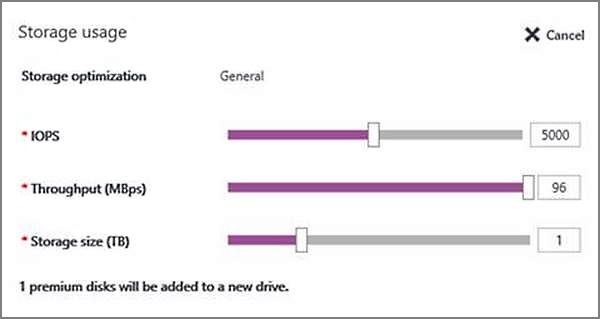 Storage usage
Cancel
Storage optimization General
* IOPS 5000
* Throughput (MBps) 96
* Storage size (TB) 1
1 premium disks will be added to a new drive.